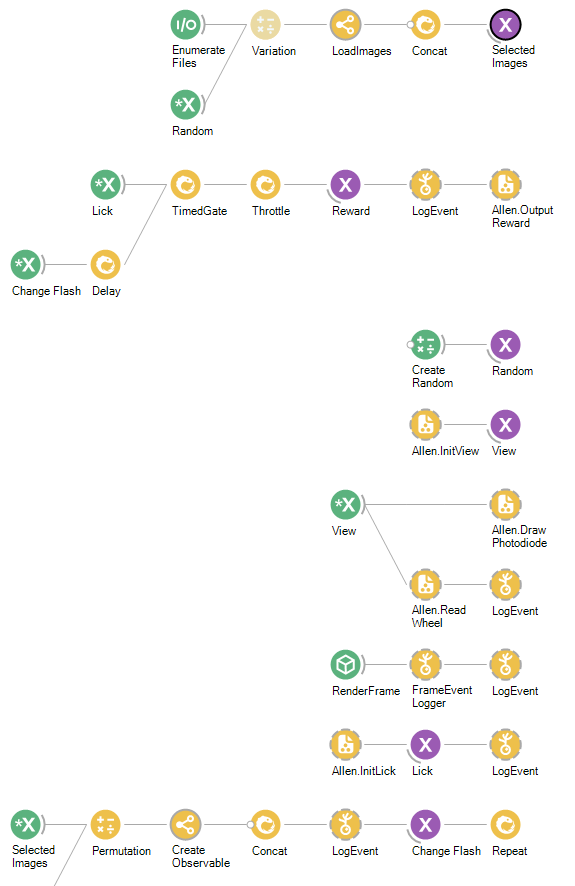 I/O
X
Enumerate
Files
Variation
LoadImages
Concat
Selected
Images
*X
Random
*X
X
Lick
TimedGate
Throttle
Reward
LogEvent
Allen.Output
Reward
*X
Change Flash
Delay
X
Create
Random
Random
X
Allen.InitView
View
*X
View
Allen.Draw
Photodiode
Allen.Read
Wheel
LogEvent
RenderFrame
FrameEvent
Logger
LogEvent
X
Allen.InitLick
Lick
LogEvent
*X
X
Selected
Images
Permutation
Create
Observable
Concat
LogEvent
Change Flash
Repeat